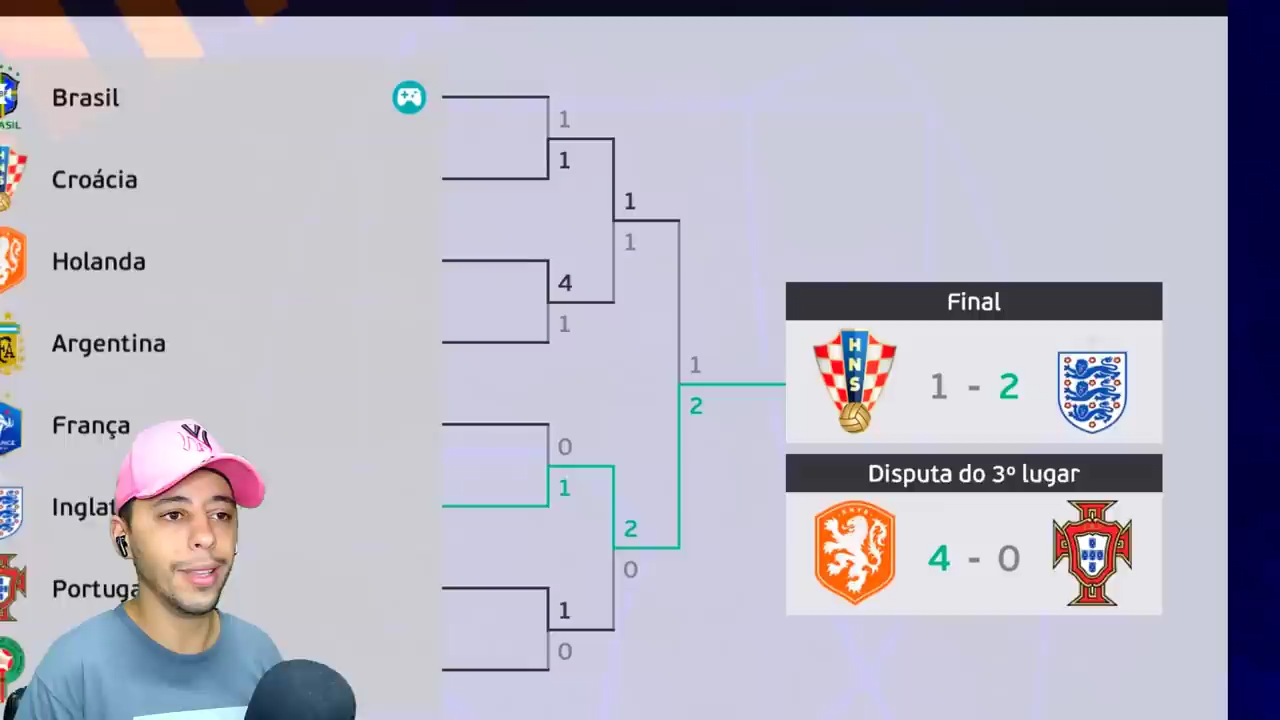 Brasil
1
1
Croácia
1
1
Holanda
4
1
Argentina
Final
HNS
1 - 2
1
2
França
0
1
Inglat
2
0
Disputa do 3º lugar
4 - 0
Portuga
1
0